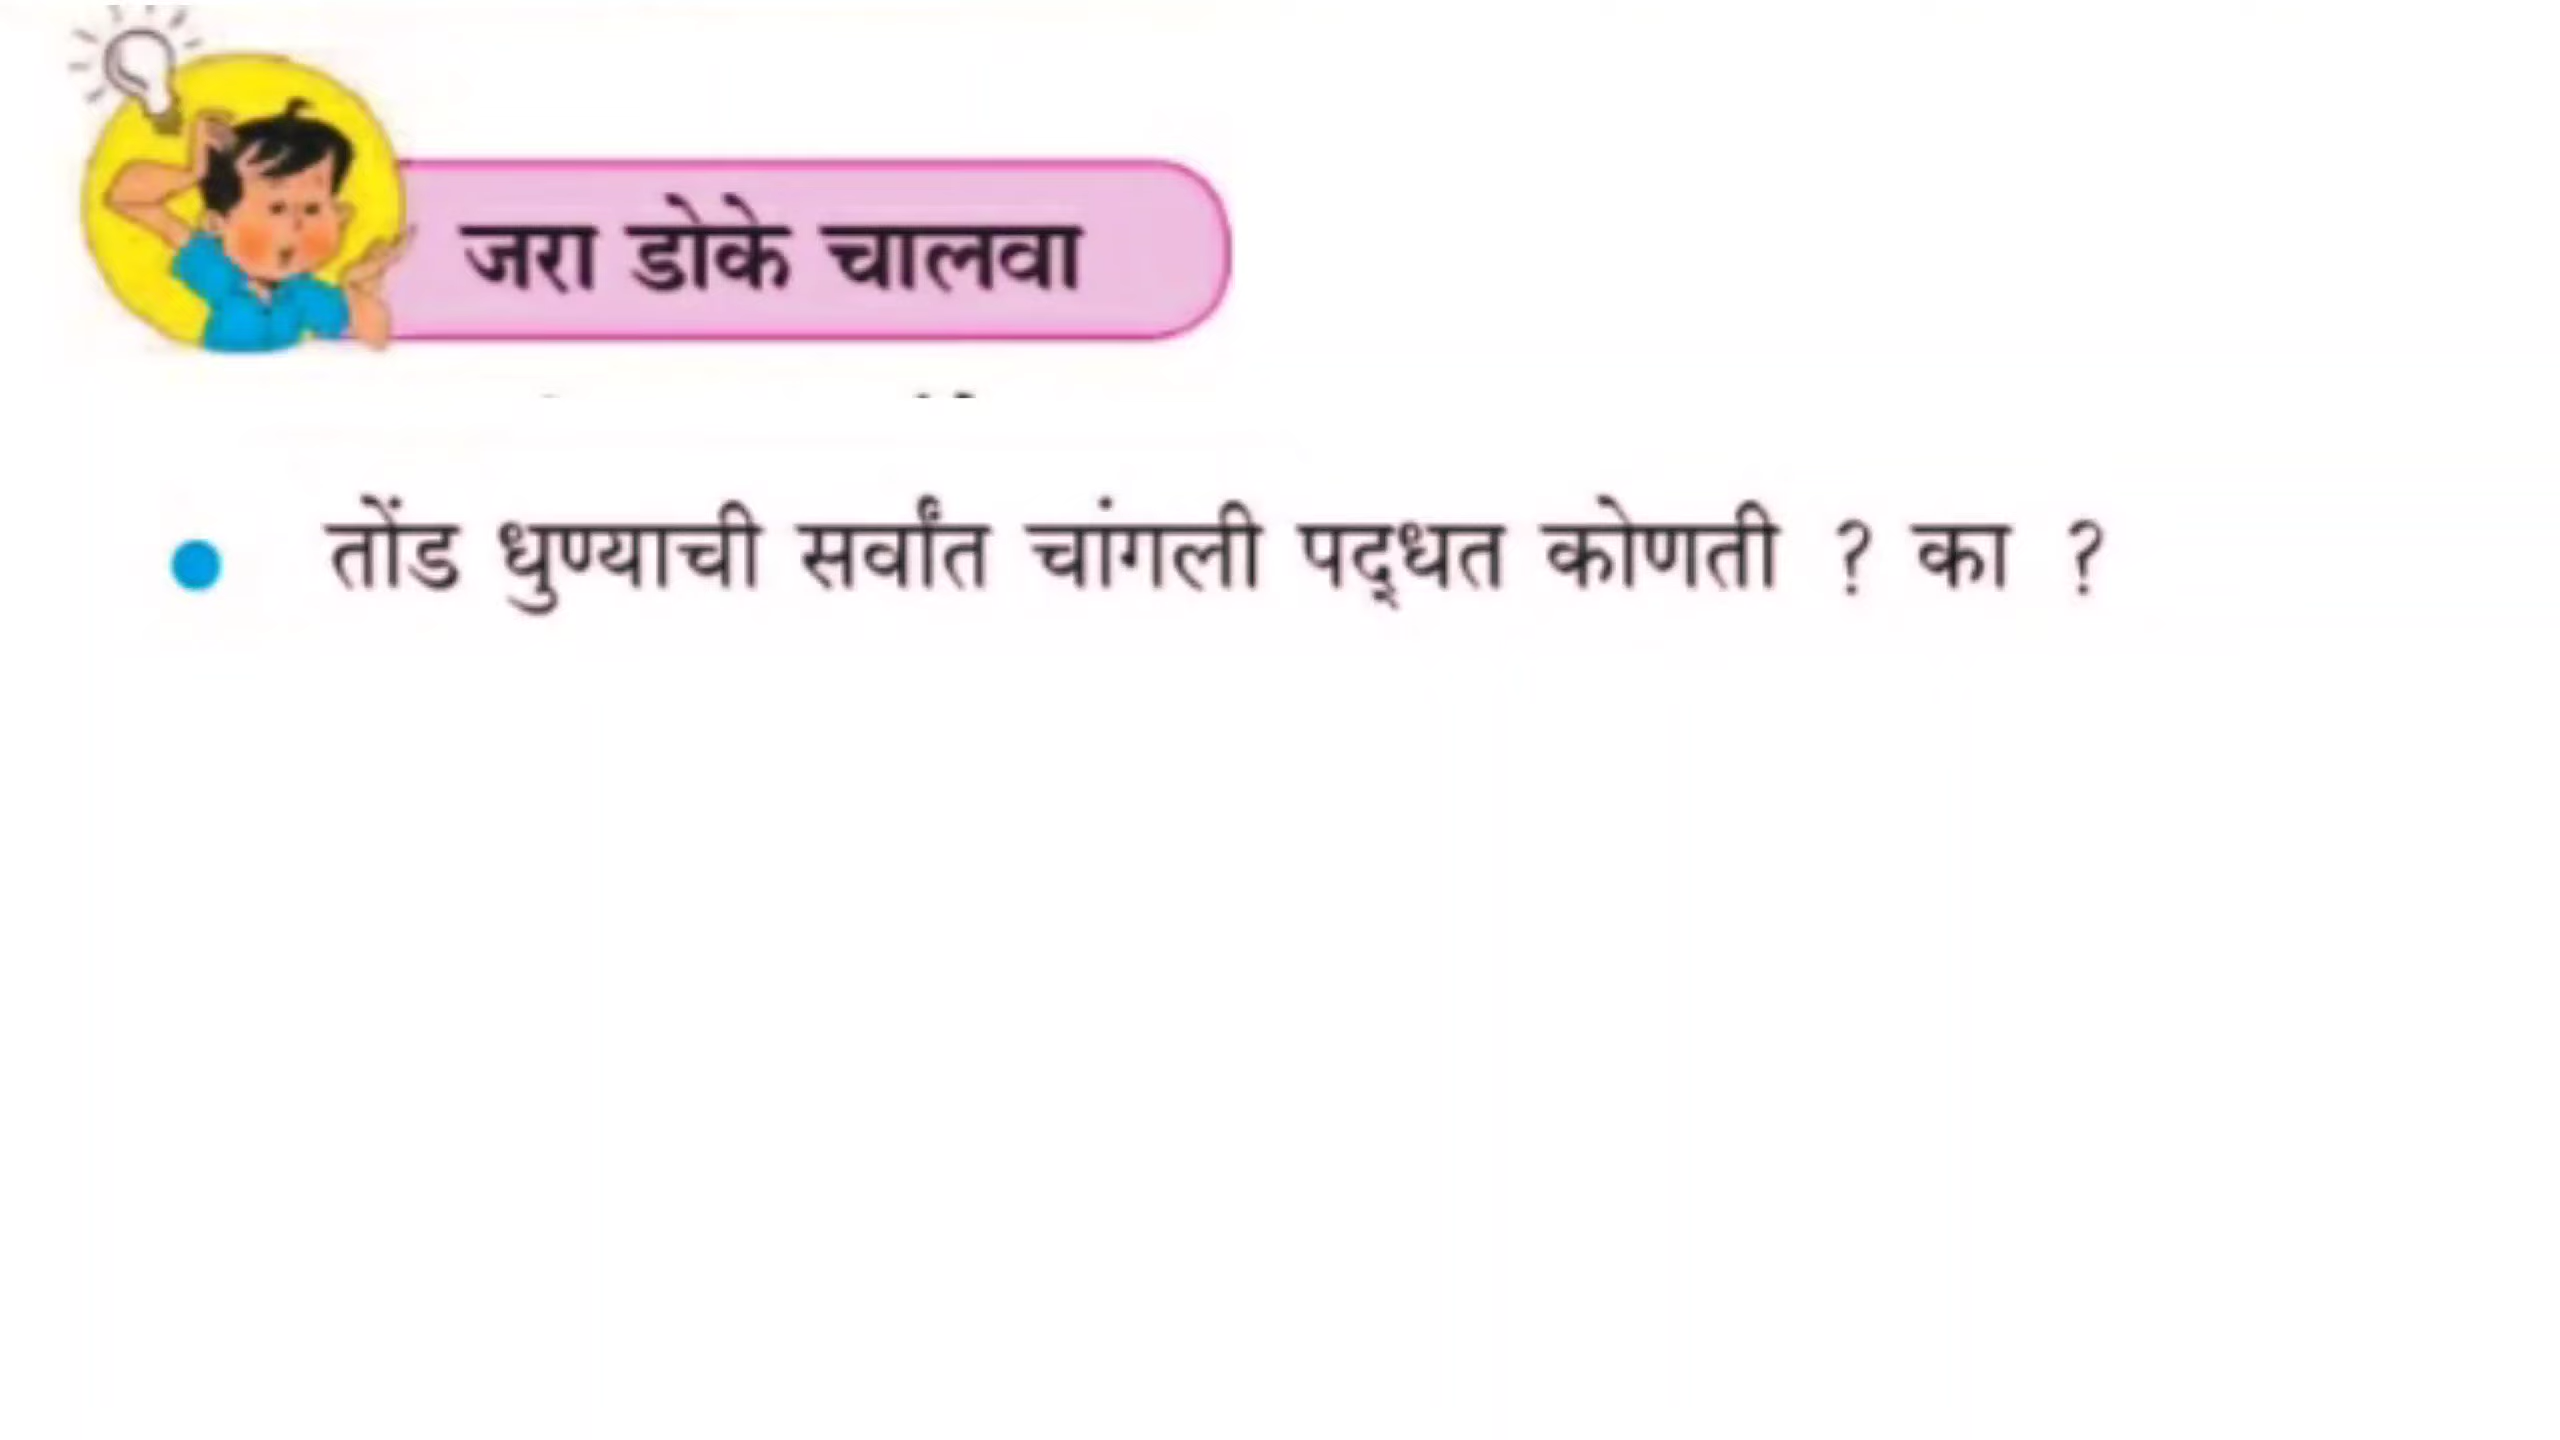 जरा डोके चालवा
● तोंड धुण्याची सर्वांत चांगली पद्‌धत कोणती ? का ?